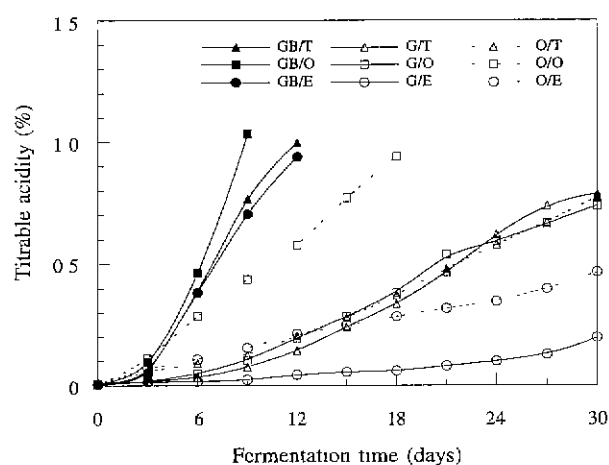 1 5
GB/T G/T O/T
GB/O G/O O/O
GB/E G/E O/E
1 0
0 5
0
0 6 12 18 24 30
Titrable acidity (%)
Fermentation time (days)